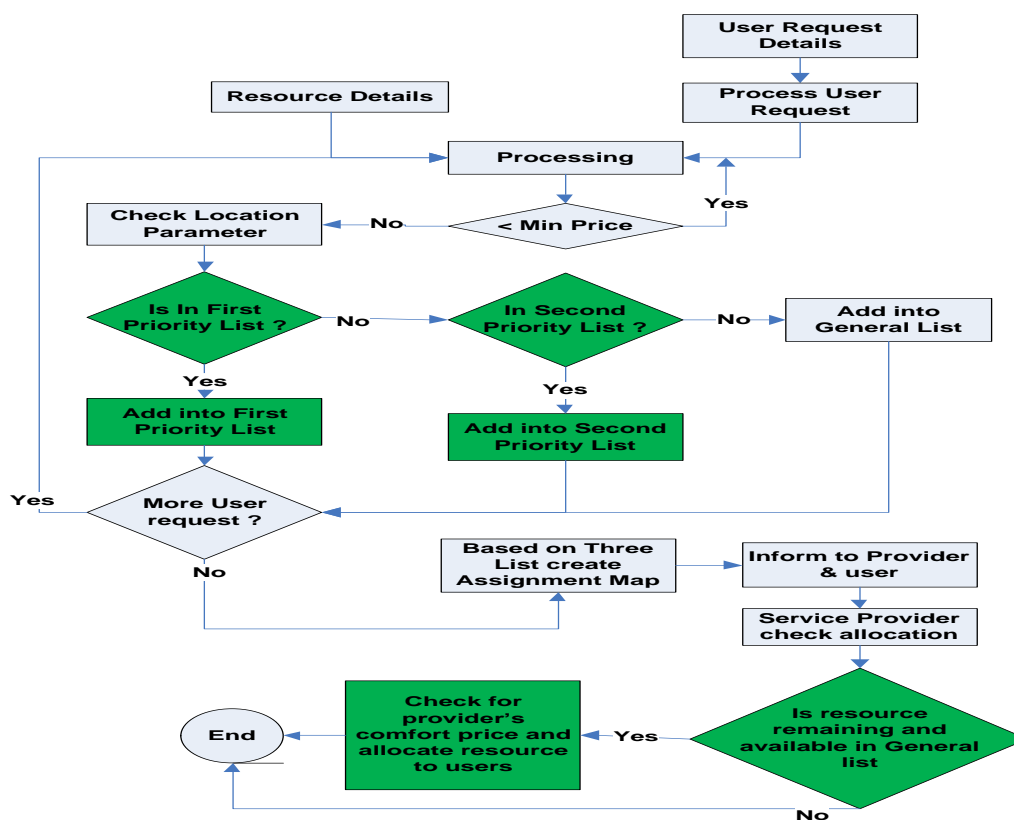 User Request
Details
Resource Details
Process User
Request
Processing
Yes
Check Location
Parameter
No
< Min Price
Is In First
Priority List ?
No
In Second
Priority List ?
No
Add into
General List
Yes
Yes
Add into First
Priority List
Add into Second
Priority List
Yes
More User
request ?
No
Based on Three
List create
Assignment Map
Inform to Provider
& user
Service Provider
check allocation
Is resource
remaining and
available in General
list
Yes
Check for
provider's
comfort price and
allocate resource
to users
End
No